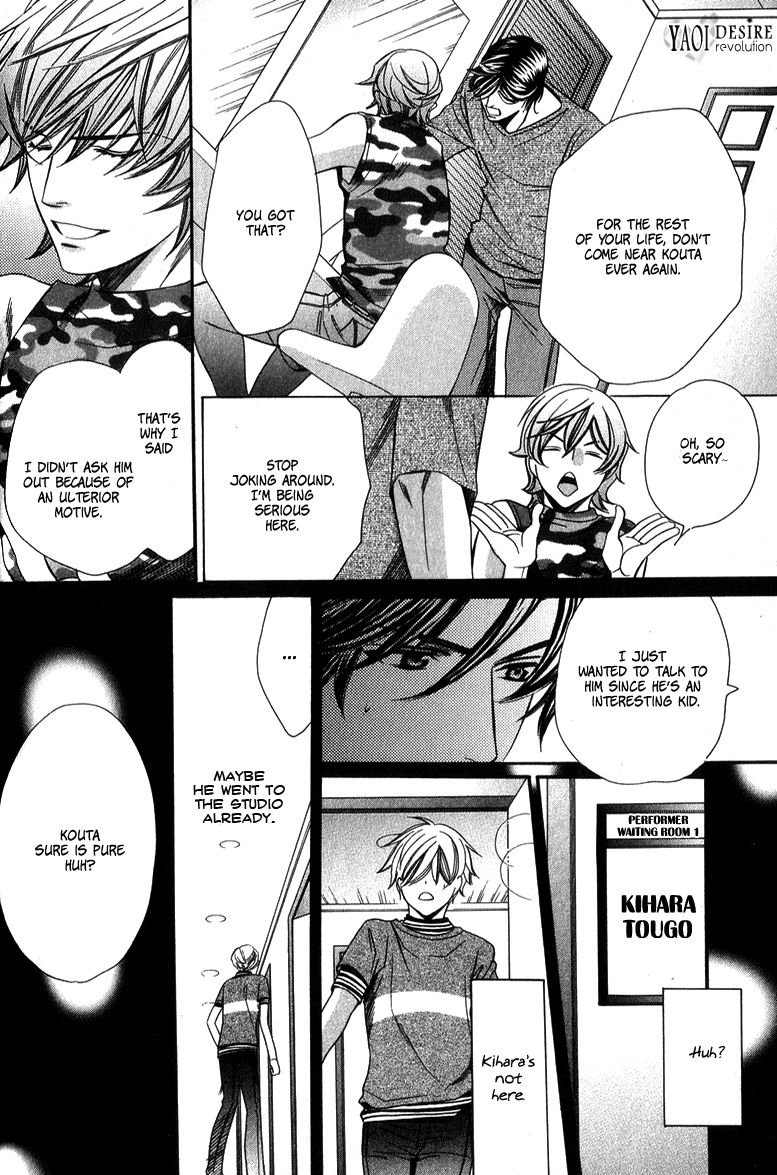 YAOI DESIRE
revolution
FOR THE REST
OF YOUR LIFE, DON'T
COME NEAR KOUTA
EVER AGAIN.
YOU GOT
THAT?
OH, SO
SCARY~
STOP
JOKING AROUND.
I'M BEING
SERIOUS
HERE.
THAT'S
WHY I
SAID
I DIDN'T ASK HIM
OUT BECAUSE OF
AN ULTERIOR
MOTIVE.
I JUST
WANTED TO TALK TO
HIM SINCE HE'S AN
INTERESTING KID.
...
KOUTA
SURE IS PURE
HUH?
PERFORMER
WAITING ROOM 1
KIHARA
TOUGO
Huh?
Kihara's
not
here.
MAYBE
HE WENT TO
THE STUDIO
ALREADY.